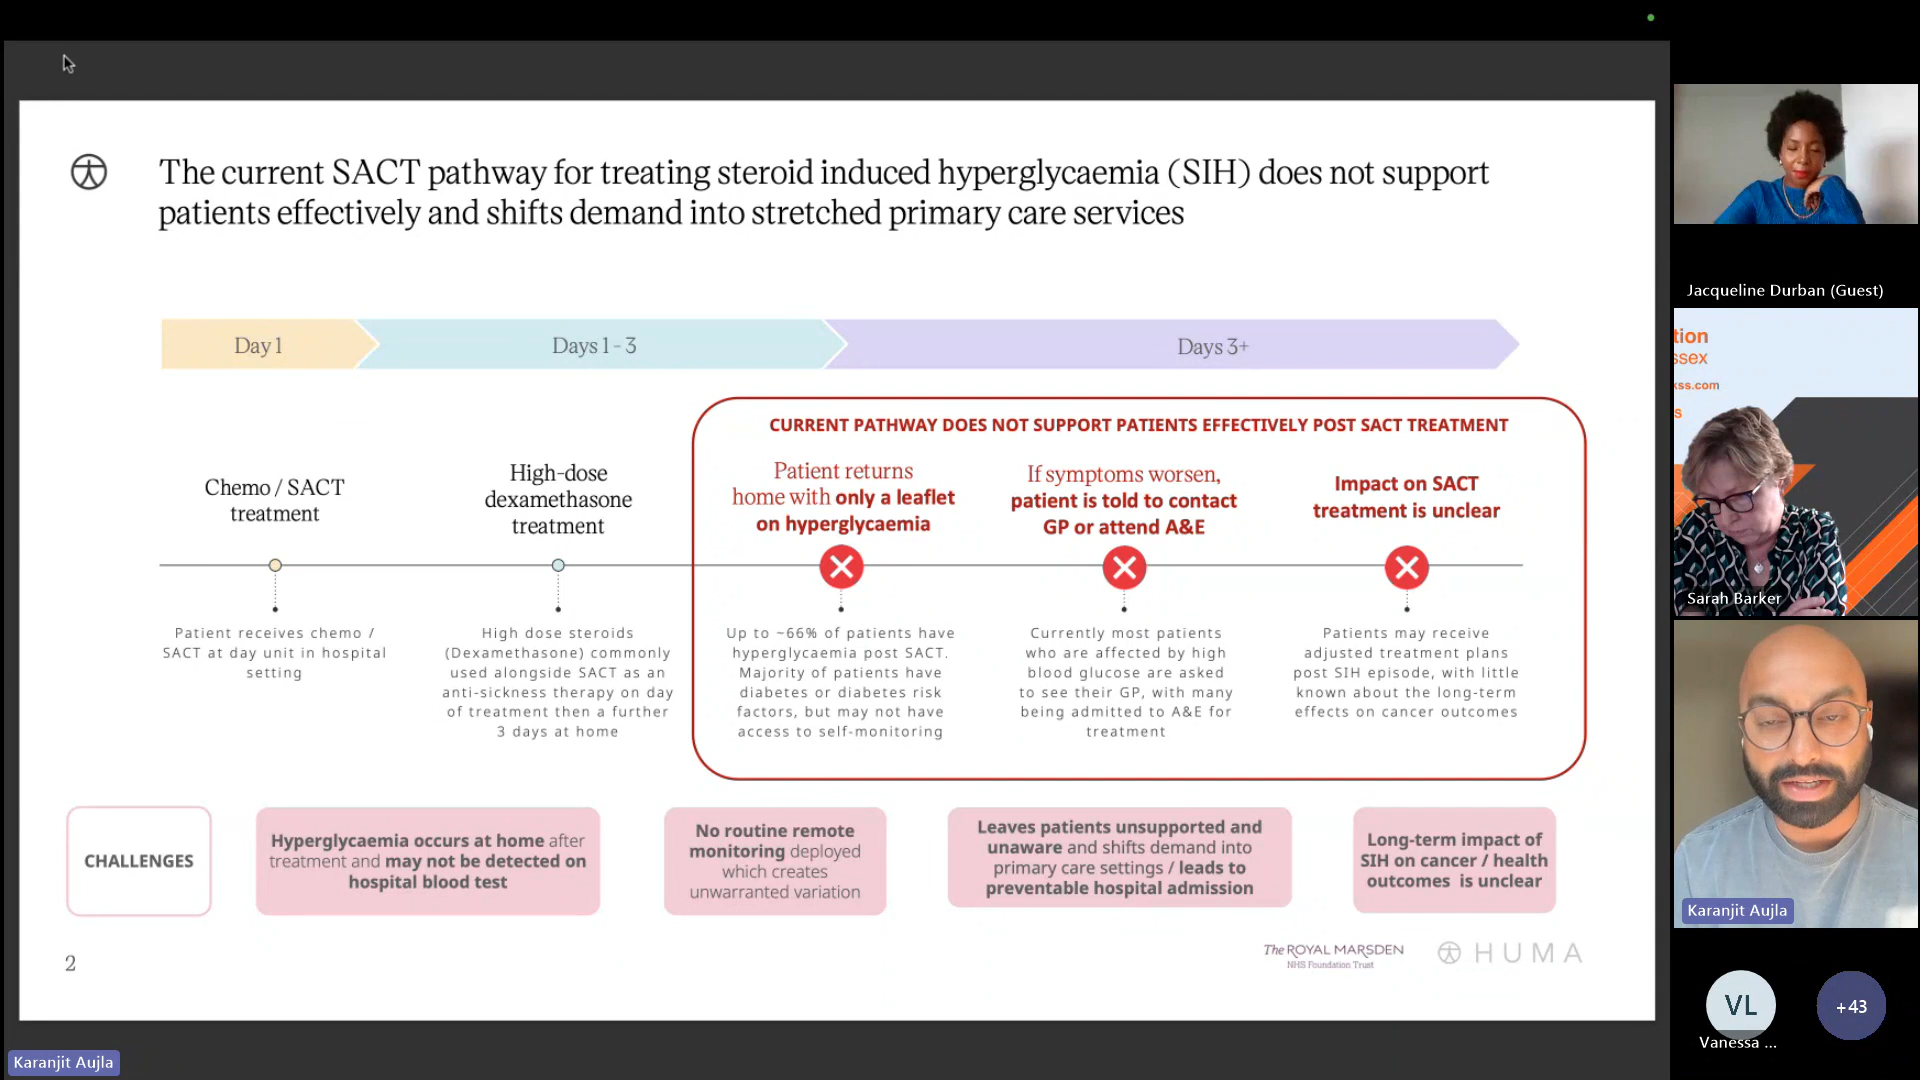 The current SACT pathway for treating steroid induced hyperglycaemia (SIH) does not support
patients effectively and shifts demand into stretched primary care services
Day 1
Days 1 - 3
Days 3+
CURRENT PATHWAY DOES NOT SUPPORT PATIENTS EFFECTIVELY POST SACT TREATMENT
Chemo / SACT
treatment
High-dose
dexamethasone
treatment
Patient returns
home with only a leaflet
on hyperglycaemia
If symptoms worsen,
patient is told to contact
GP or attend A&E
Impact on SACT
treatment is unclear
Patient receives chemo /
SACT at day unit in hospital
setting
High dose steroids
(Dexamethasone) commonly
used alongside SACT as an
anti-sickness therapy on day
of treatment then a further
3 days at home
Up to ~66% of patients have
hyperglycaemia post SACT.
Majority of patients have
diabetes or diabetes risk
factors, but may not have
access to self-monitoring
Currently most patients
who are affected by high
blood glucose are asked
to see their GP, with many
being admitted to A&E for
treatment
Patients may receive
adjusted treatment plans
post SIH episode, with little
known about the long-term
effects on cancer outcomes
CHALLENGES
Hyperglycaemia occurs at home after
treatment and may not be detected on
hospital blood test
No routine remote
monitoring deployed
which creates
unwarranted variation
Leaves patients unsupported and
unaware and shifts demand into
primary care settings / leads to
preventable hospital admission
Long-term impact of
SIH on cancer / health
outcomes is unclear
2
The ROYAL MARSDEN
NHS Foundation Trust
HUMA
Karanjit Aujla
Jacqueline Durban (Guest)
tion
ssex
kss.com
s
Sarah Barker
Karanjit Aujla
VL
+43
Vanessa ...